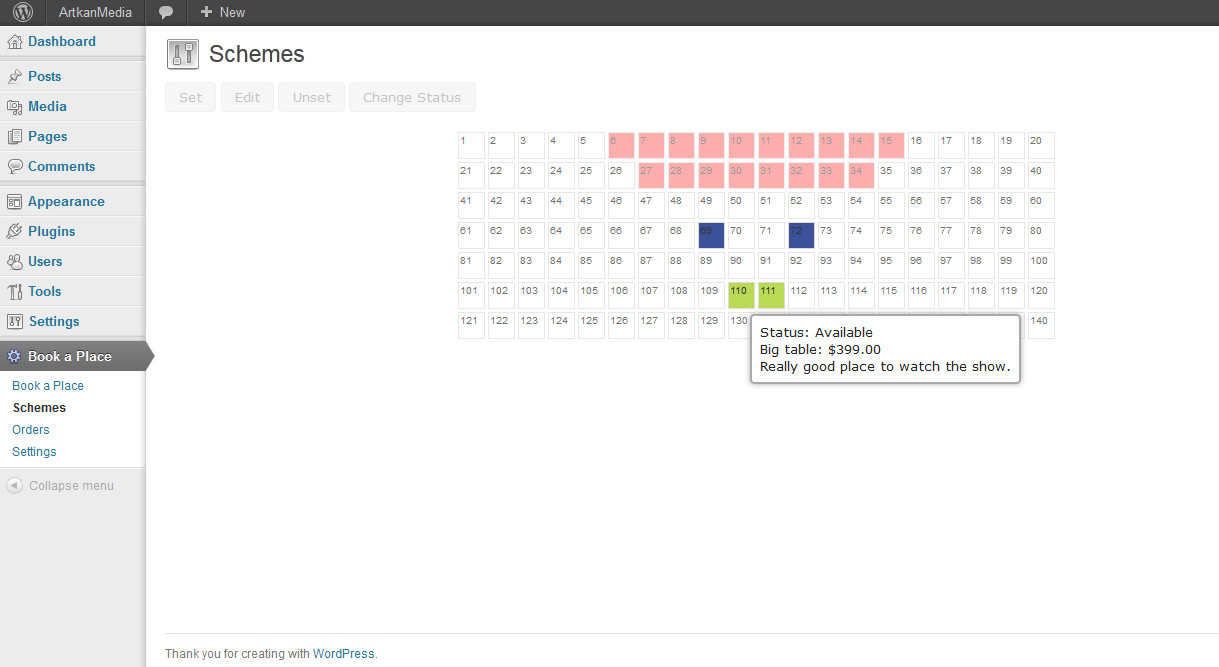 ArtkanMedia New
Dashboard
Posts
Media
Pages
Comments
Appearance
Plugins
Users
Tools
Settings
Book a Place
Book a Place
Schemes
Orders
Settings
Collapse menu
Schemes
Set Edit Unset Change Status
1 2 3 4 5 6 7 8 9 10 11 12 13 14 15 16 17 18 19 20
21 22 23 24 25 26 27 28 29 30 31 32 33 34 35 36 37 38 39 40
41 42 43 44 45 46 47 48 49 50 51 52 53 54 55 56 57 58 59 60
61 62 63 64 65 66 67 68 69 70 71 72 73 74 75 76 77 78 79 80
81 82 83 84 85 86 87 88 89 90 91 92 93 94 95 96 97 98 99 100
101 102 103 104 105 106 107 108 109 110 111 112 113 114 115 116 117 118 119 120
121 122 123 124 125 126 127 128 129 130 140
Status: Available
Big table: $399.00
Really good place to watch the show.
Thank you for creating with WordPress.